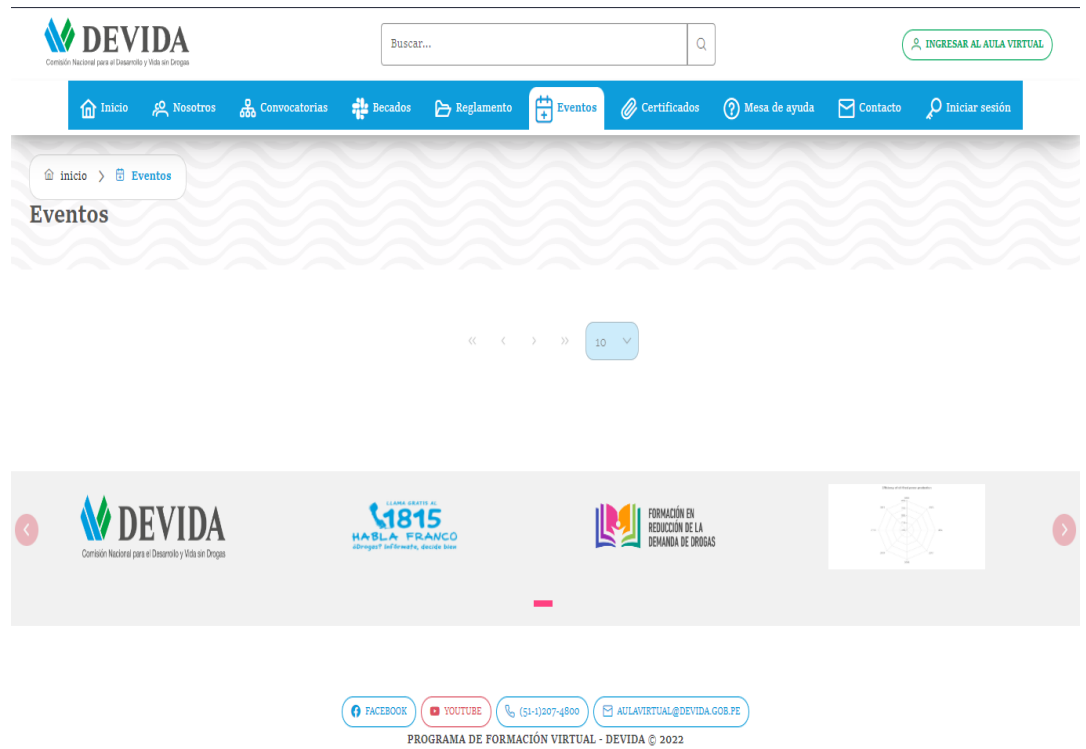 DEVIDA
Comisión Nacional para el Desarrollo y Vida sin Drogas
Buscar...
INGRESAR AL AULA VIRTUAL
Inicio
Nosotros
Convocatorias
Becados
Reglamento
Eventos
Certificados
Mesa de ayuda
Contacto
Iniciar sesión
inicio
Eventos
Eventos
10
DEVIDA
Comisión Nacional para el Desarrollo y Vida sin Drogas
LLAMA GRATIS AL
1815
HABLA FRANCO
¿Drogas? Infórmate, decide bien
FORMACIÓN EN
REDUCCIÓN DE LA
DEMANDA DE DROGAS
FACEBOOK
YOUTUBE
(51-1)207-4800
AULAVIRTUAL@DEVIDA.GOB.PE
PROGRAMA DE FORMACIÓN VIRTUAL - DEVIDA © 2022